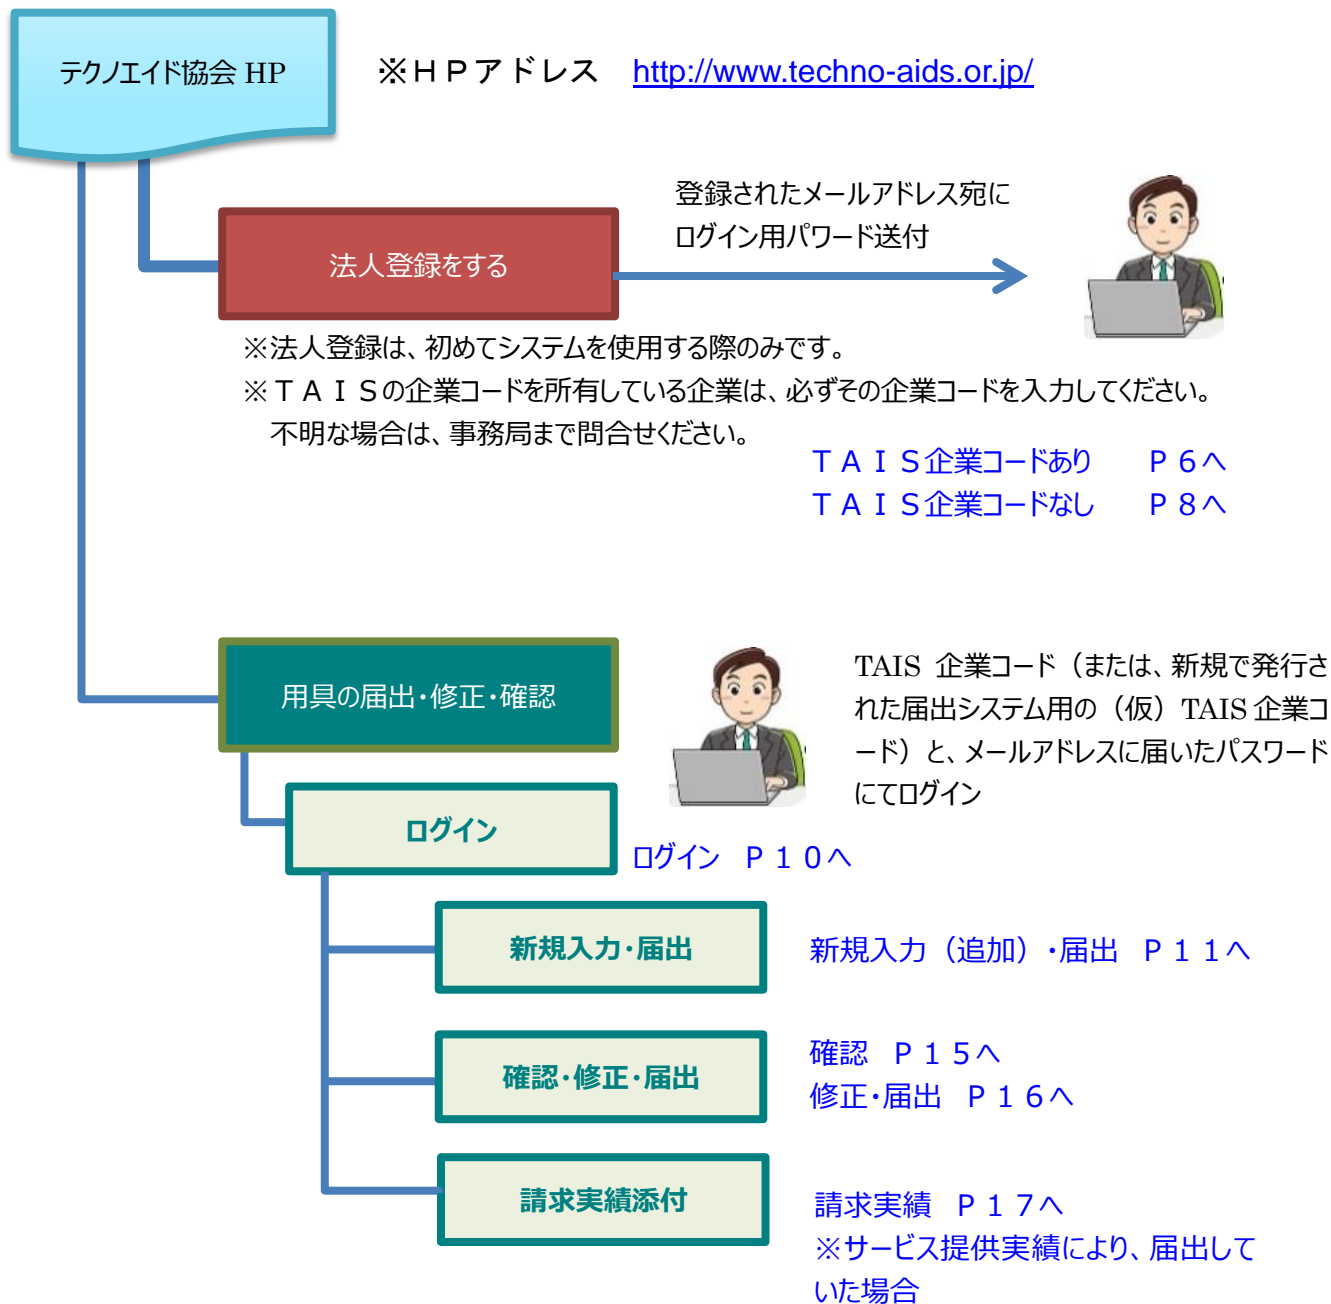 テクノエイド協会 HP
※ＨＰアドレス　http://www.techno-aids.or.jp/
登録されたメールアドレス宛に
ログイン用パワード送付
法人登録をする
※法人登録は、初めてシステムを使用する際のみです。
※ＴＡＩＳの企業コードを所有している企業は、必ずその企業コードを入力してください。
不明な場合は、事務局まで問合せください。
ＴＡＩＳ企業コードあり　　Ｐ６へ
ＴＡＩＳ企業コードなし　　Ｐ８へ
用具の届出・修正・確認
TAIS 企業コード（または、新規で発行さ
れた届出システム用の（仮）TAIS 企業コ
ード）と、メールアドレスに届いたパスワード
にてログイン
ログイン
ログイン　Ｐ１０へ
新規入力・届出
新規入力（追加）・届出　Ｐ１１へ
確認・修正・届出
確認　Ｐ１５へ
修正・届出　Ｐ１６へ
請求実績添付
請求実績　Ｐ１７へ
※サービス提供実績により、届出して
いた場合